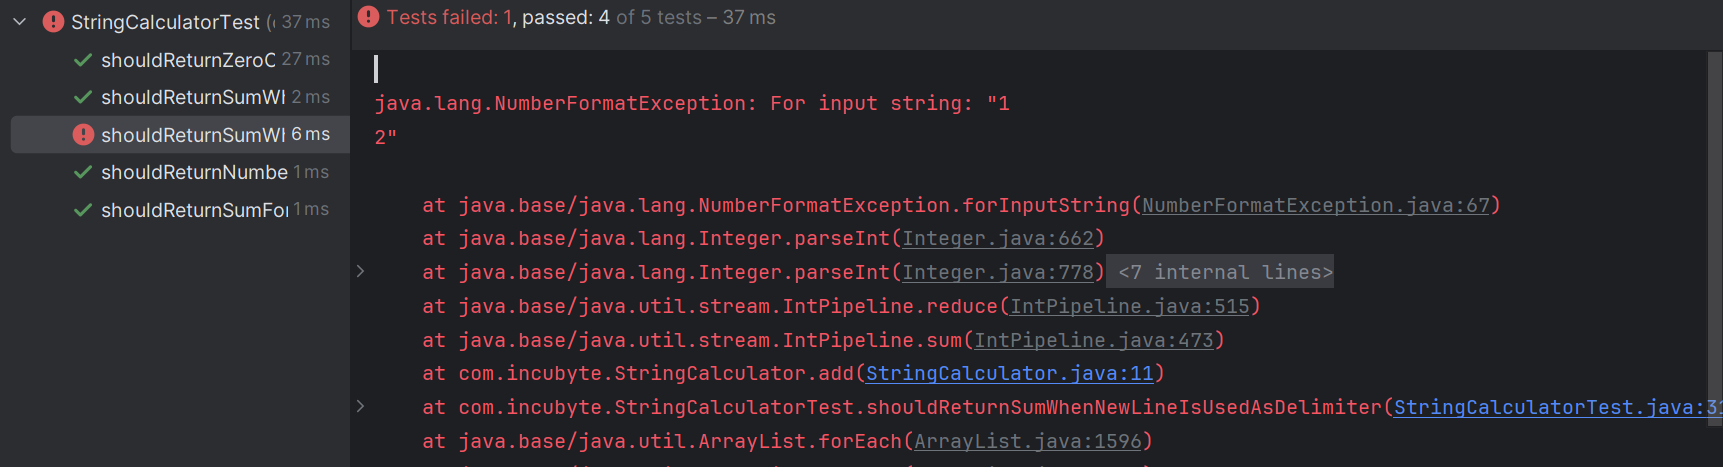 StringCalculatorTest 37 ms
shouldReturnZeroC 27 ms
shouldReturnSumWh 2 ms
shouldReturnSumWh 6 ms
shouldReturnNumbe 1 ms
shouldReturnSumFor 1 ms
Tests failed: 1, passed: 4 of 5 tests – 37 ms
java.lang.NumberFormatException: For input string: "1
2"
at java.base/java.lang.NumberFormatException.forInputString(NumberFormatException.java:67)
at java.base/java.lang.Integer.parseInt(Integer.java:662)
at java.base/java.lang.Integer.parseInt(Integer.java:778) <7 internal lines>
at java.base/java.util.stream.IntPipeline.reduce(IntPipeline.java:515)
at java.base/java.util.stream.IntPipeline.sum(IntPipeline.java:473)
at com.incubyte.StringCalculator.add(StringCalculator.java:11)
at com.incubyte.StringCalculatorTest.shouldReturnSumWhenNewLineIsUsedAsDelimiter(StringCalculatorTest.java:31
at java.base/java.util.ArrayList.forEach(ArrayList.java:1596)